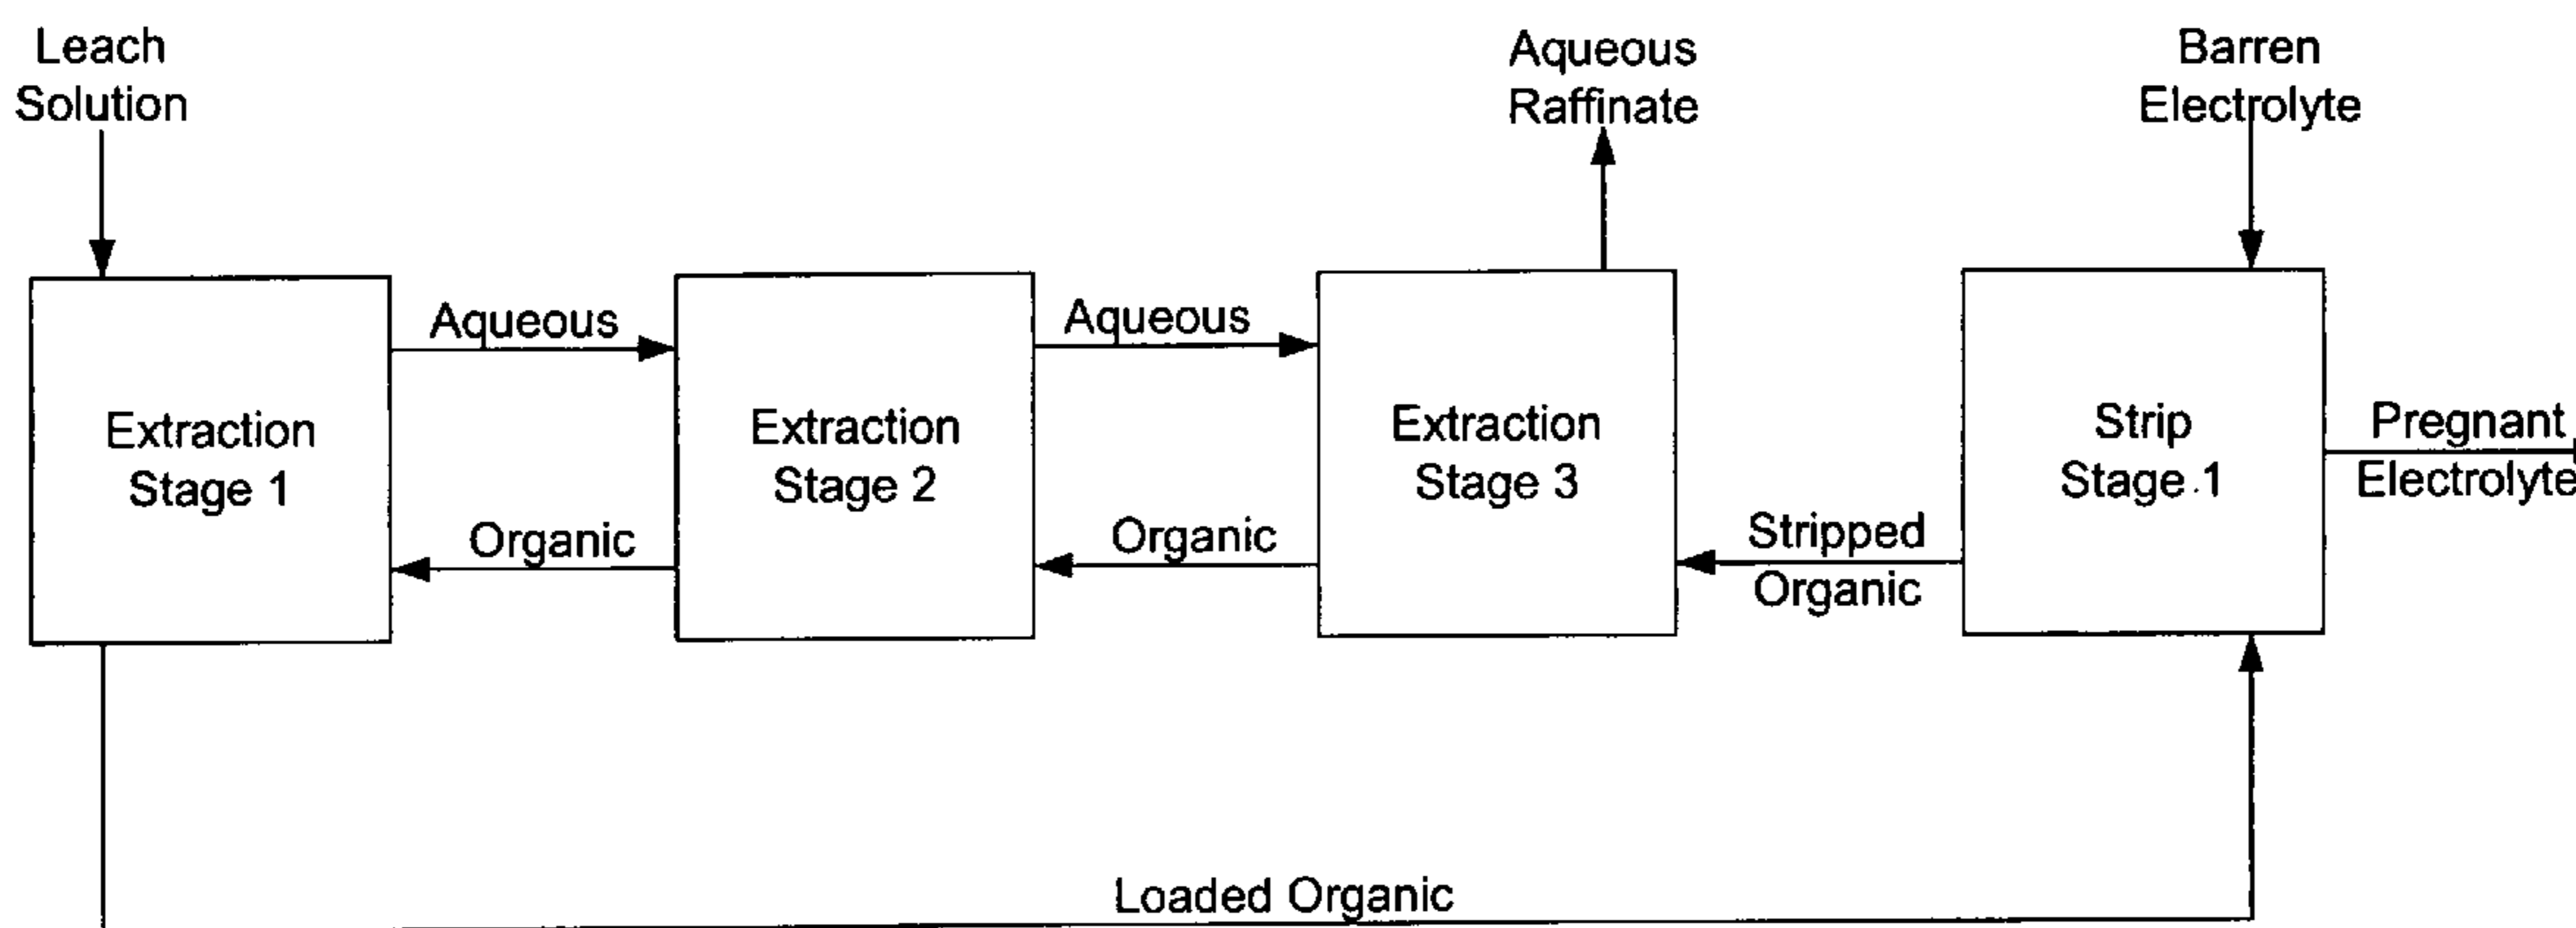 Leach
Solution
Aqueous
Raffinate
Barren
Electrolyte
Aqueous
Aqueous
Extraction
Stage 1
Extraction
Stage 2
Extraction
Stage 3
Strip
Stage 1
Pregnant
Electrolyte
Organic
Organic
Stripped
Organic
Loaded Organic